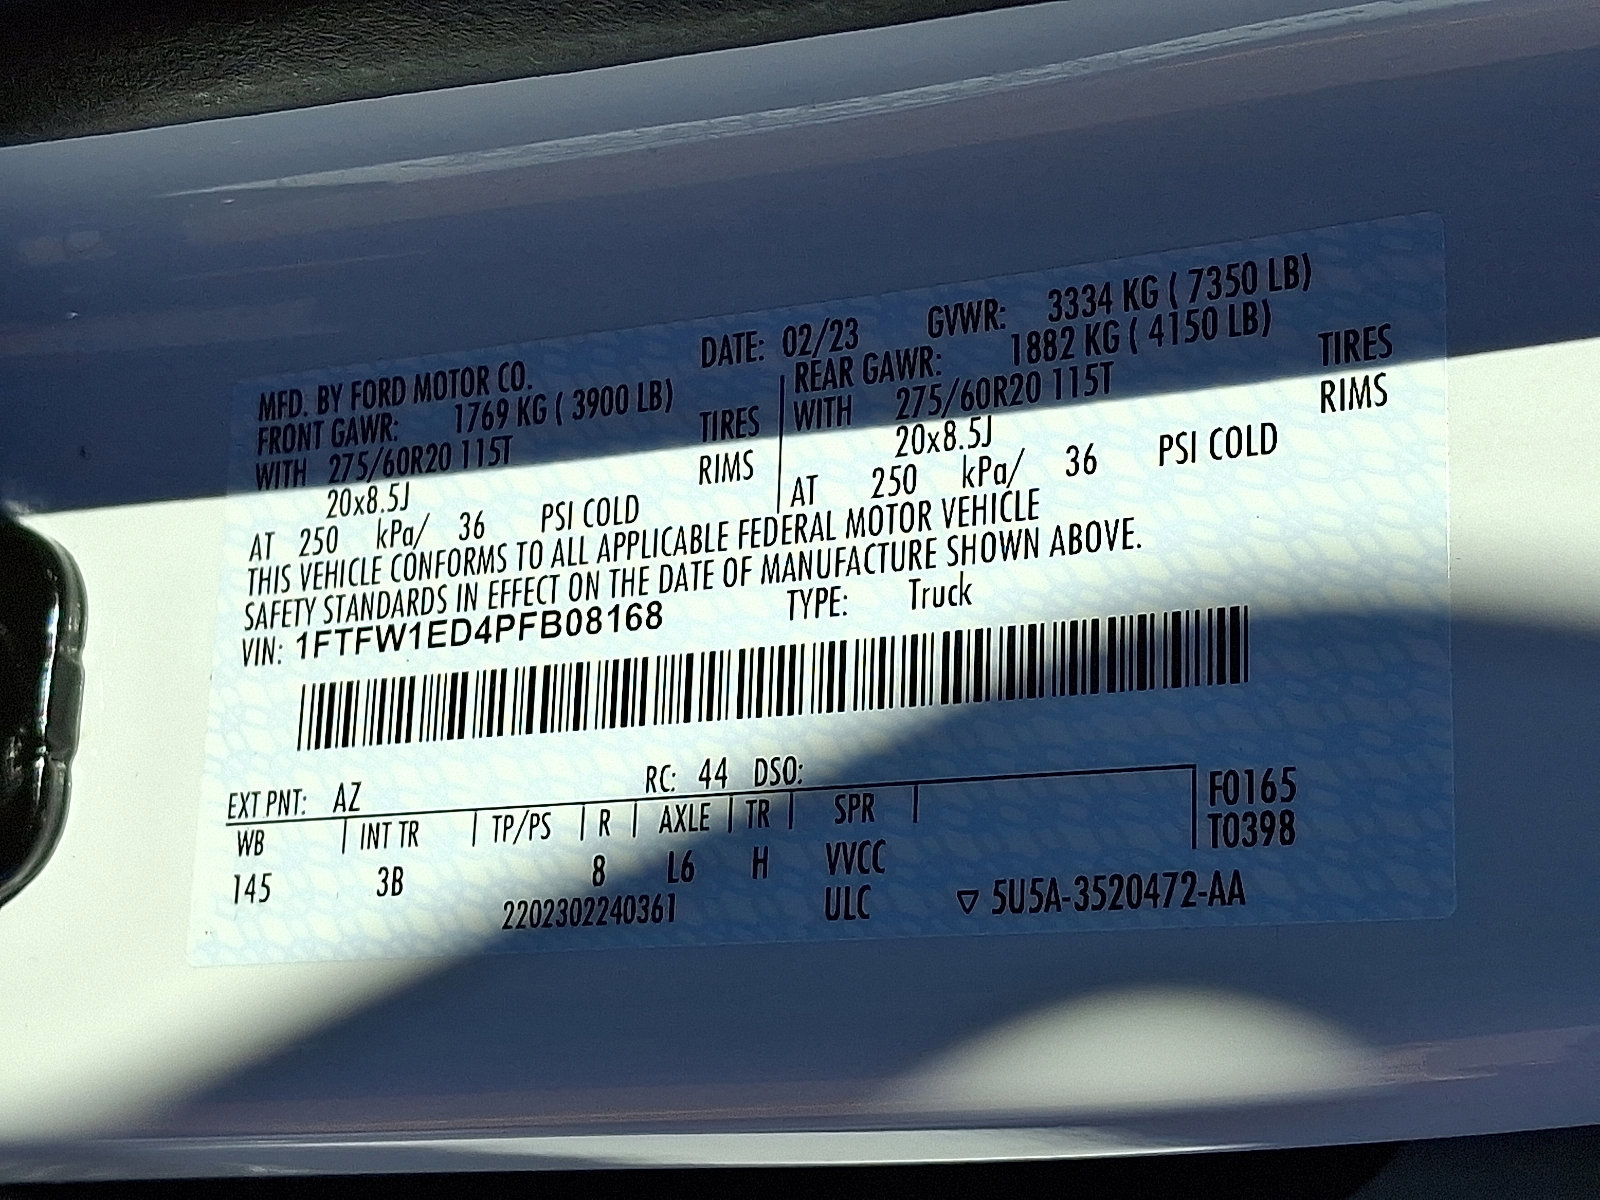 MFD. BY FORD MOTOR CO.
DATE: 02/23 GVWR: 3334 KG ( 7350 LB)
FRONT GAWR: 1769 KG ( 3900 LB)
WITH 275/60R20 115T TIRES
20x8.5J RIMS
AT 250 kPa/ 36 PSI COLD
REAR GAWR: 1882 KG ( 4150 LB)
WITH 275/60R20 115T TIRES
20x8.5J RIMS
AT 250 kPa/ 36 PSI COLD
THIS VEHICLE CONFORMS TO ALL APPLICABLE FEDERAL MOTOR VEHICLE
SAFETY STANDARDS IN EFFECT ON THE DATE OF MANUFACTURE SHOWN ABOVE.
VIN: 1FTFW1ED4PFB08168 TYPE: Truck
EXT PNT: AZ RC: 44 DSO:
WB | INT TR | TP/PS | R | AXLE | TR | SPR | F0165
T0398
145 3B 8 L6 H VVCC
2202302240361 ULC ▽ 5U5A-3520472-AA